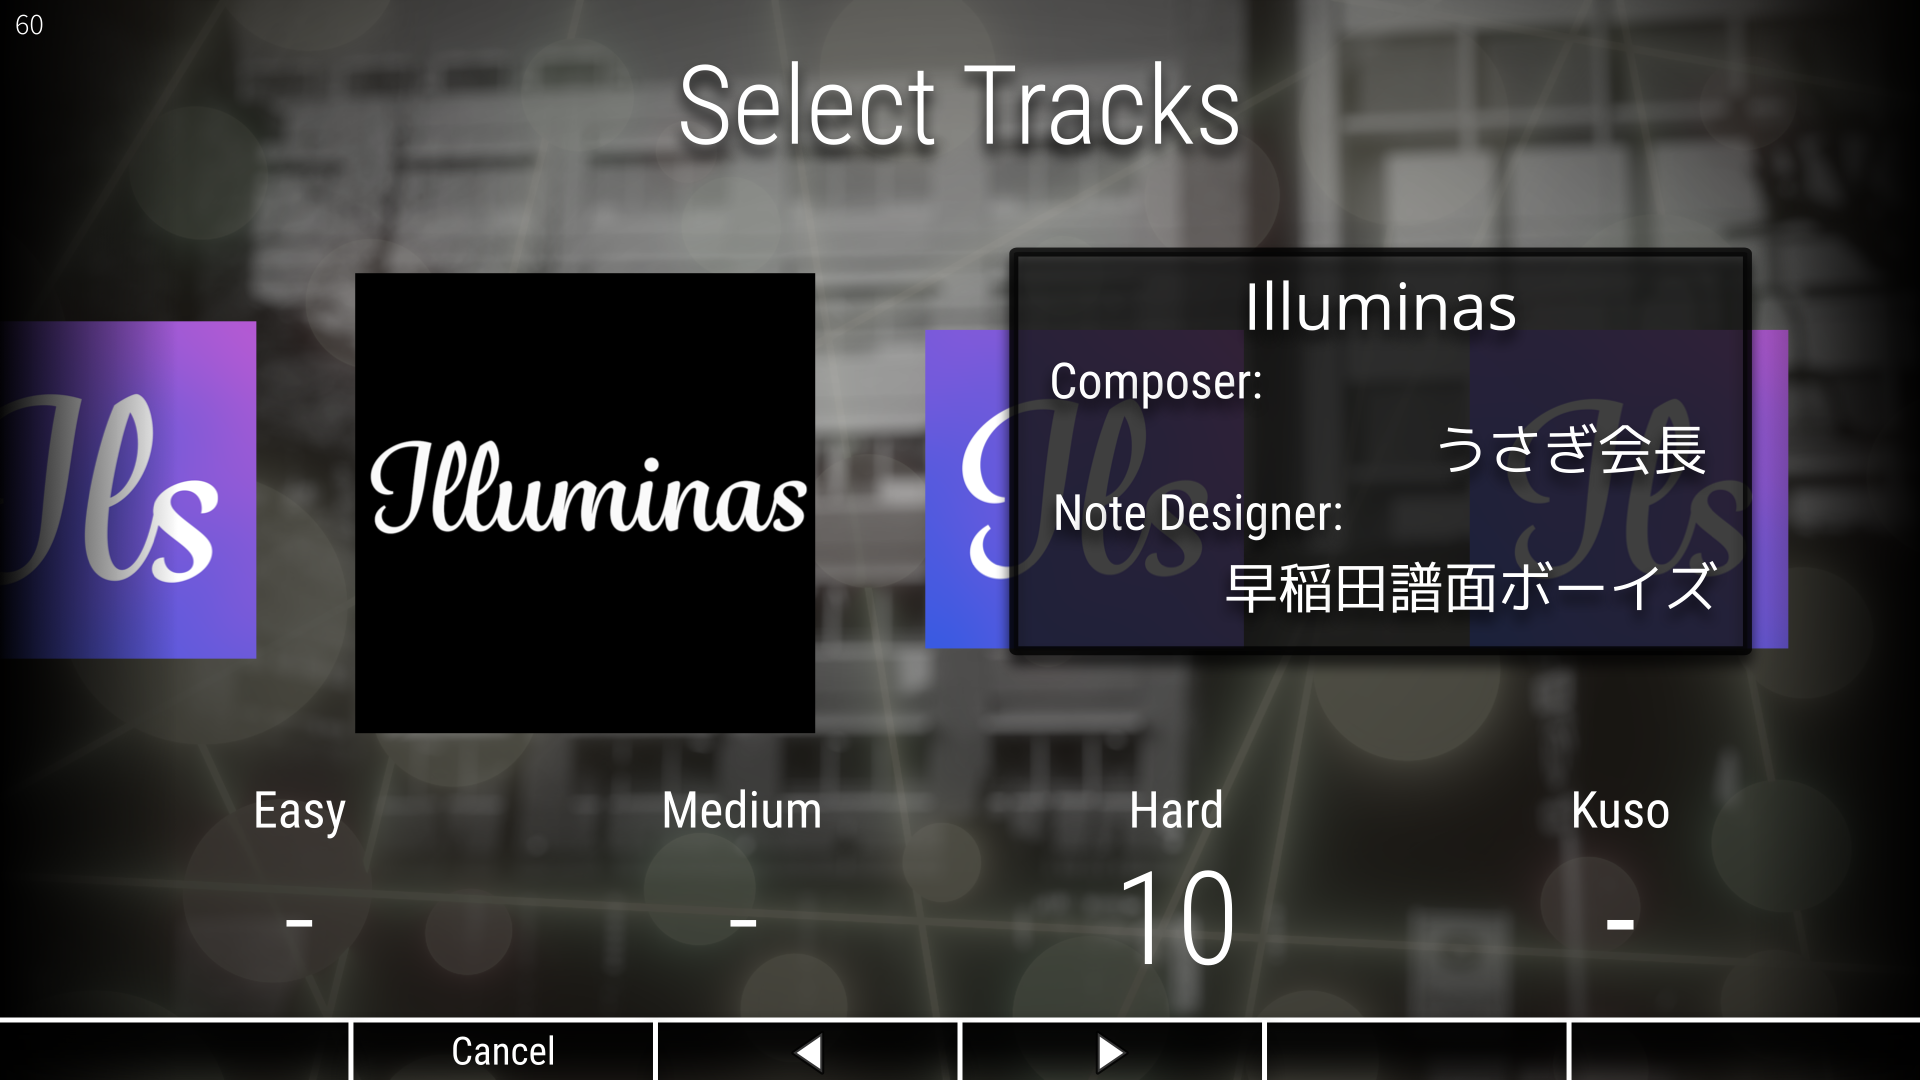 60
Select Tracks
Ils
Illuminas
Ils
Ils
Illuminas
Composer:
うさぎ会長
Note Designer:
早稲田譜面ボーイズ
Easy
Medium
Hard
Kuso
-
-
10
-
Cancel